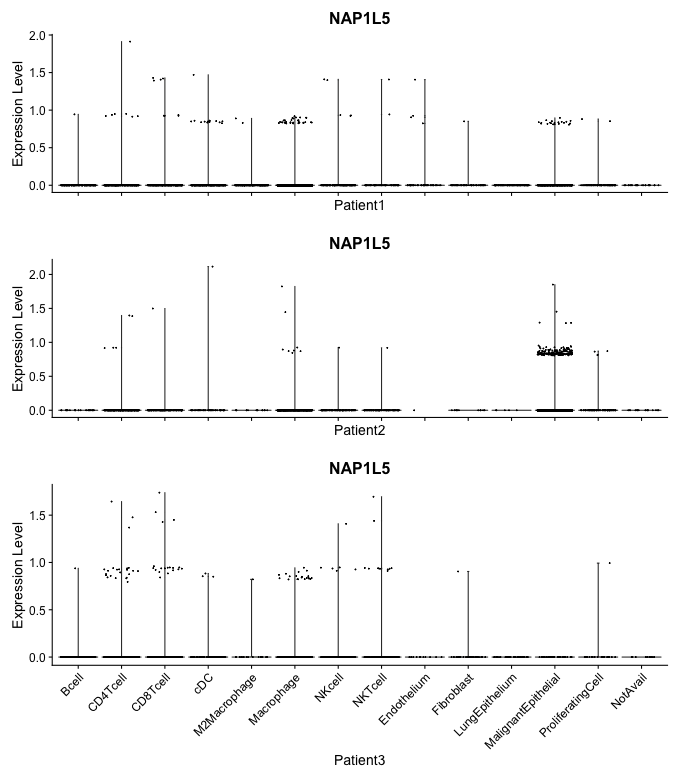 NAP1L5
2.0
1.5
1.0
0.5
0.0
Expression Level
Patient1
NAP1L5
2.0
1.5
1.0
0.5
0.0
Expression Level
Patient2
NAP1L5
1.5
1.0
0.5
0.0
Expression Level
Bcell
CD4Tcell
CD8Tcell
cDC
M2Macrophage
Macrophage
NKcell
NKTcell
Endothelium
Fibroblast
LungEpithelium
MalignantEpithelial
ProliferatingCell
NotAvail
Patient3